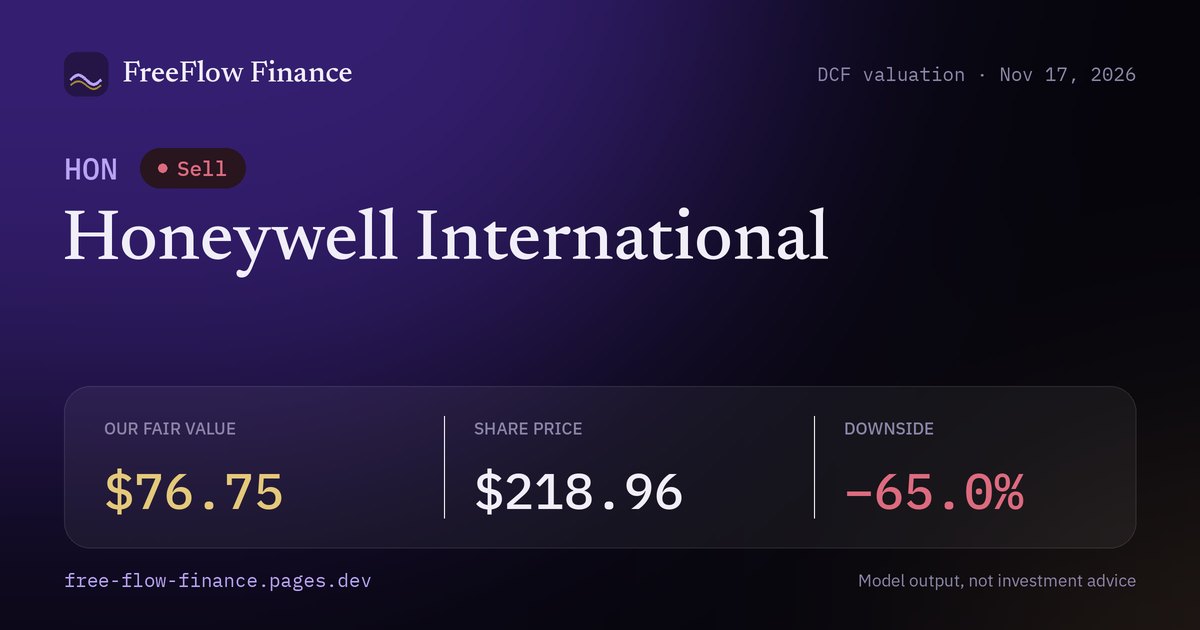 FreeFlow Finance
DCF valuation · Nov 17, 2026
HON
Sell
Honeywell International
OUR FAIR VALUE
$76.75
SHARE PRICE
$218.96
DOWNSIDE
−65.0%
free-flow-finance.pages.dev
Model output, not investment advice